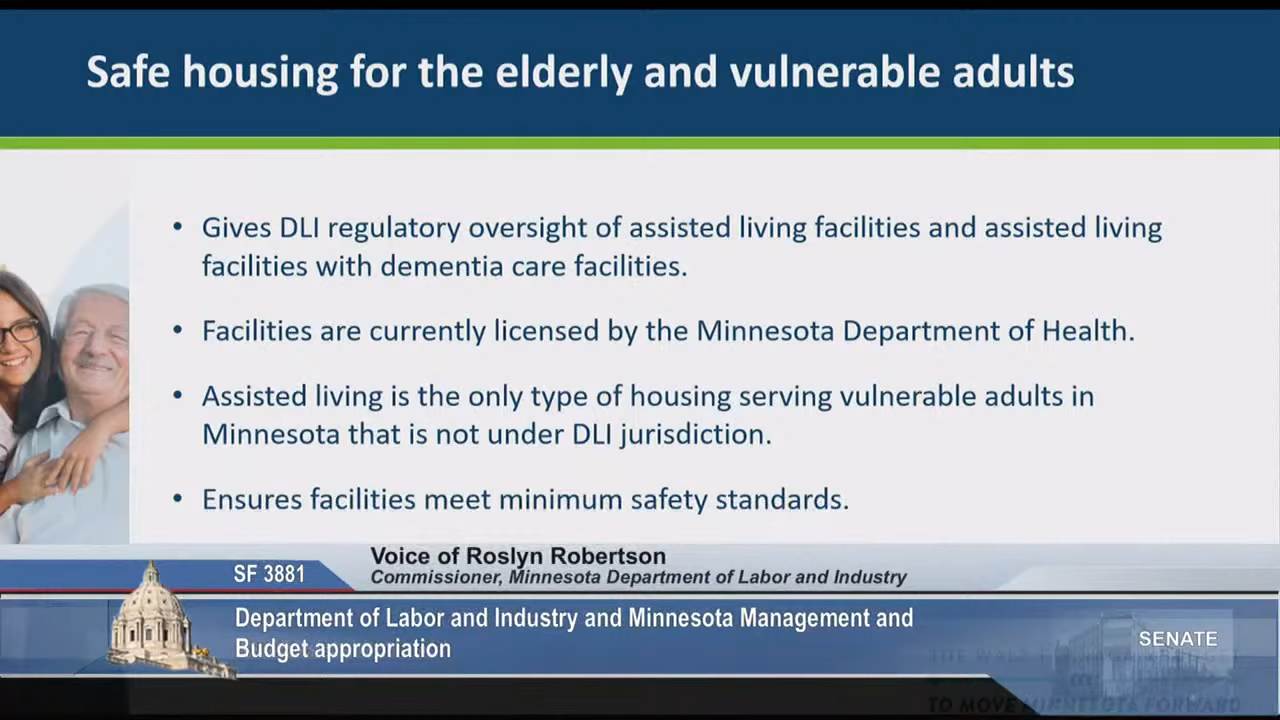 Safe housing for the elderly and vulnerable adults
• Gives DLI regulatory oversight of assisted living facilities and assisted living
facilities with dementia care facilities.
• Facilities are currently licensed by the Minnesota Department of Health.
• Assisted living is the only type of housing serving vulnerable adults in
Minnesota that is not under DLI jurisdiction.
• Ensures facilities meet minimum safety standards.
Voice of Roslyn Robertson
Commissioner, Minnesota Department of Labor and Industry
SF 3881
Department of Labor and Industry and Minnesota Management and
Budget appropriation
SENATE
TO MOVE MINNESOTA FORWARD